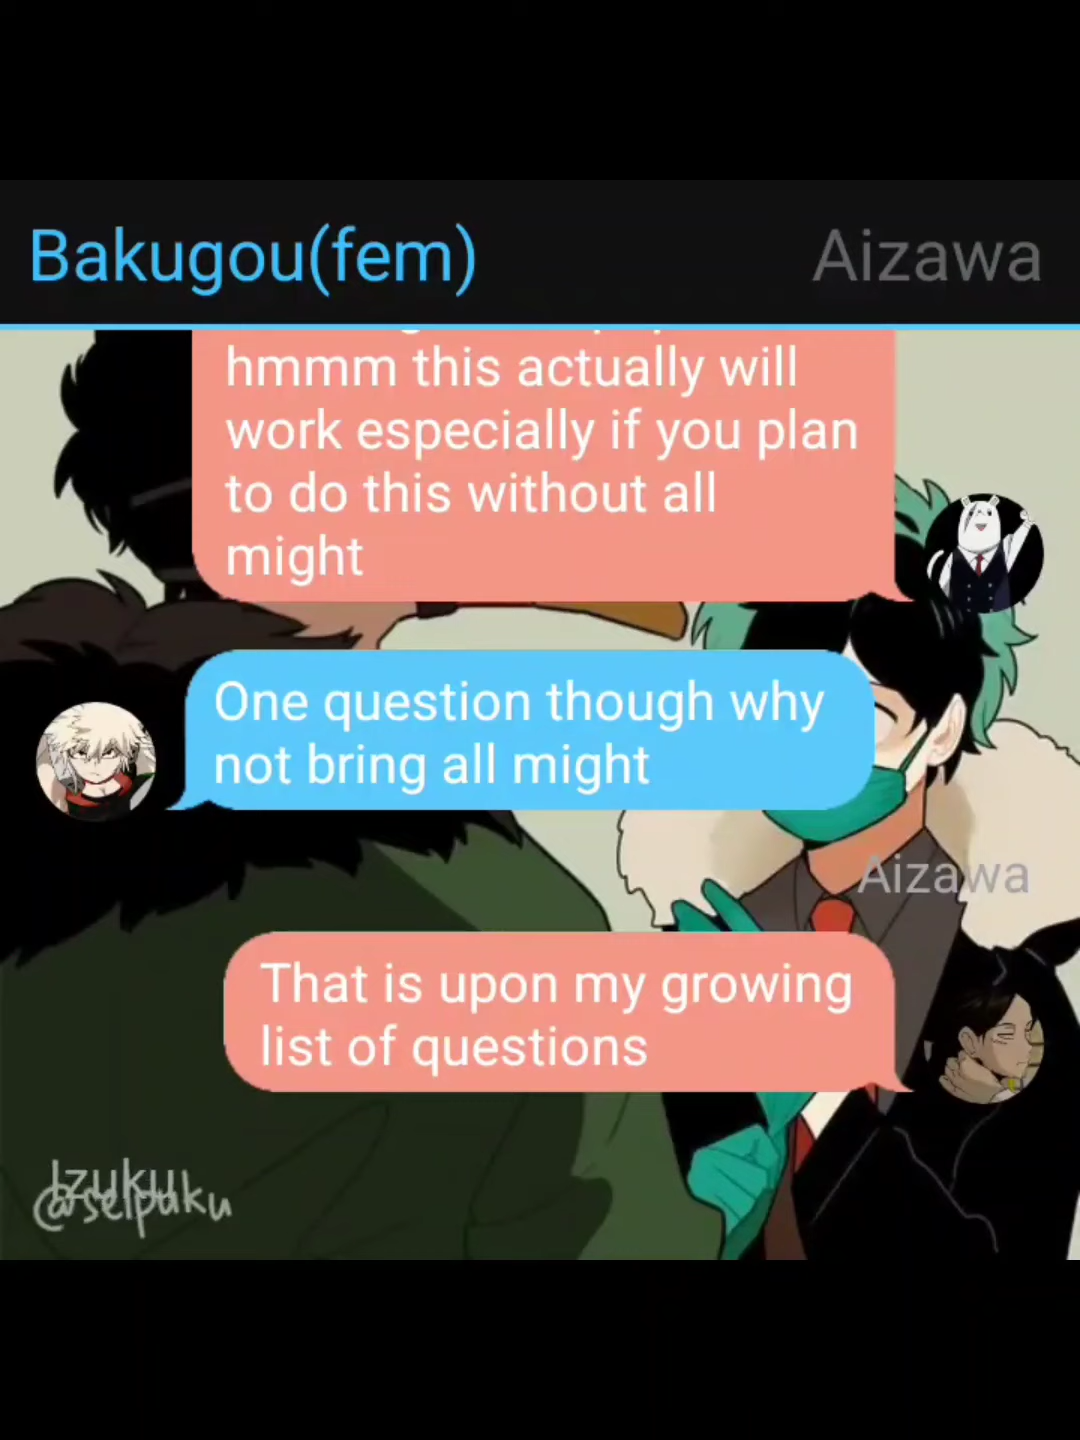 Bakugou(fem) Aizawa
hmmm this actually will
work especially if you plan
to do this without all
might
One question though why
not bring all might
Aizawa
That is upon my growing
list of questions
Izuku
@selpuku